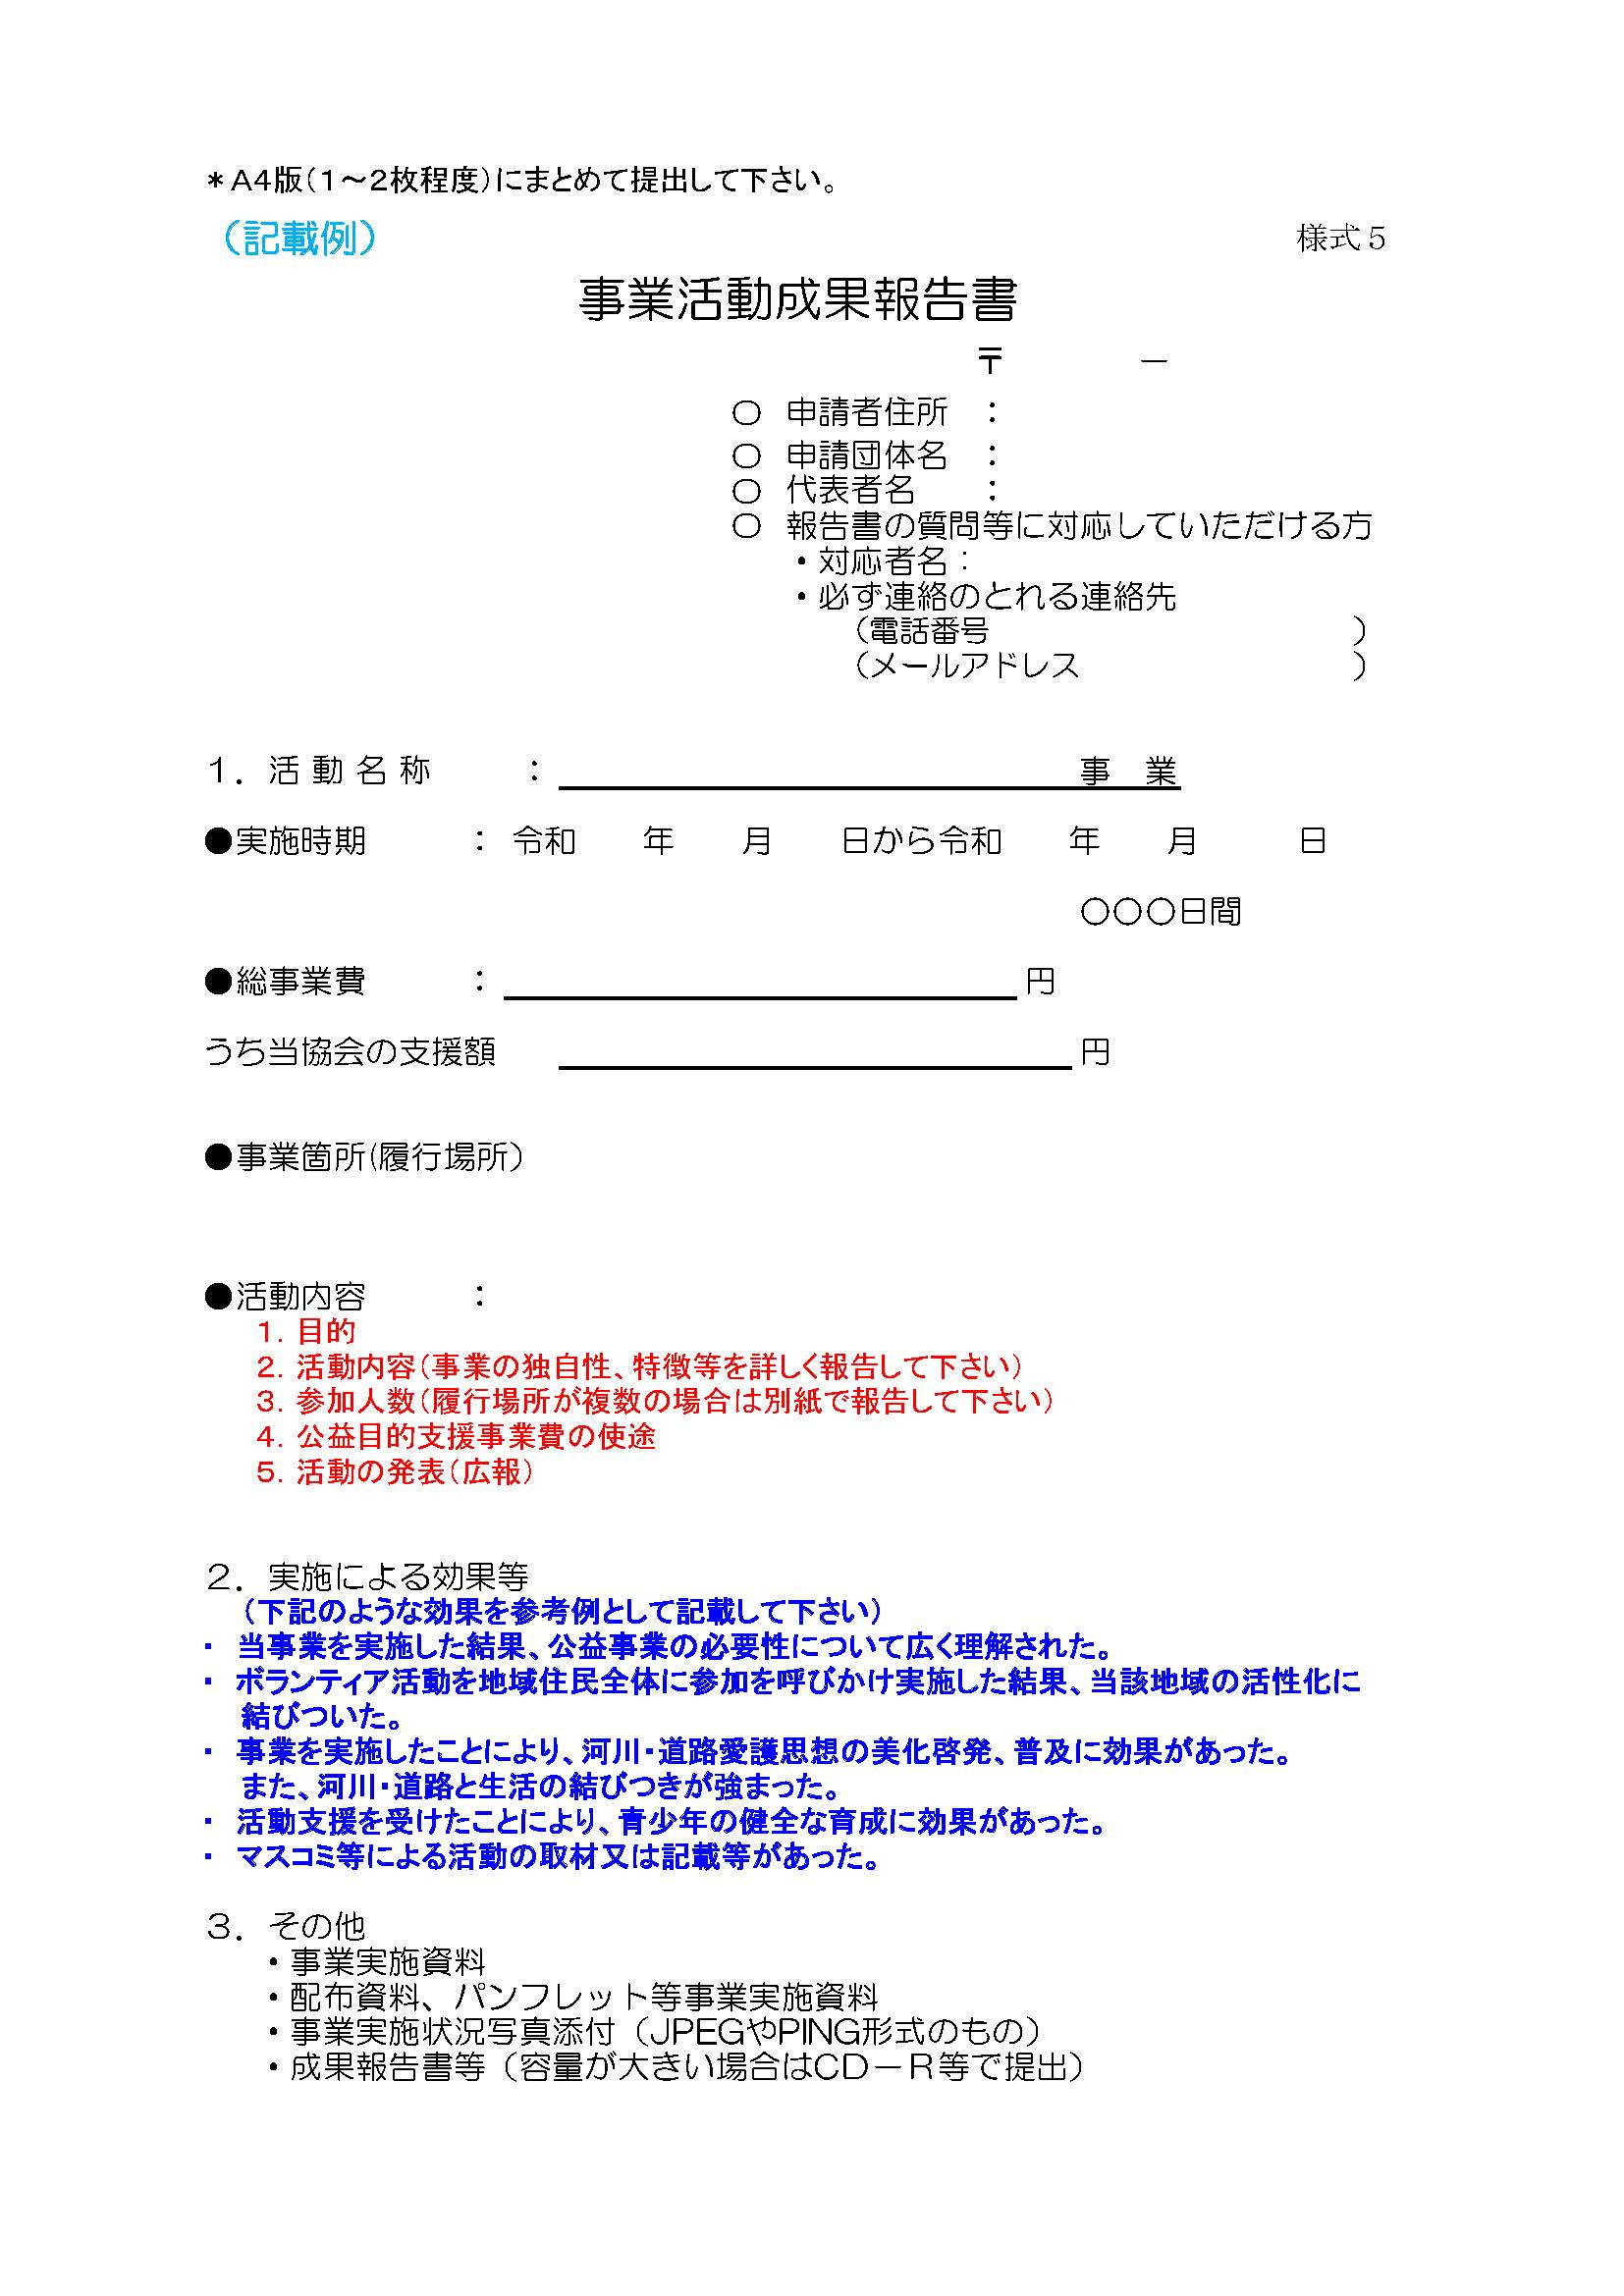 ＊A4版（1～2枚程度）にまとめて提出して下さい。
（記載例）　様式５
事業活動成果報告書
〒　　　－
○ 申請者住所　：
○ 申請団体名　：
○ 代表者名　　：
○ 報告書の質問等に対応していただける方
・対応者名：
・必ず連絡のとれる連絡先
（電話番号　　　　　　　　　　　）
（メールアドレス　　　　　　　　）
１．活 動 名 称　　　：　　　　　　　　　　　　　　　　事　業
●実施時期　　　：　令和　　年　　月　　日から令和　　年　　月　　　日
○○○日間
●総事業費　　　：　　　　　　　　　　　　　　　　円
うち当協会の支援額　　　　　　　　　　　　　　　　　円
●事業箇所(履行場所）
●活動内容　　　：
1. 目的
2. 活動内容（事業の独自性、特徴等を詳しく報告して下さい）
3. 参加人数（履行場所が複数の場合は別紙で報告して下さい）
4. 公益目的支援事業費の使途
5. 活動の発表（広報）
２．実施による効果等
（下記のような効果を参考例として記載して下さい）
・ 当事業を実施した結果、公益事業の必要性について広く理解された。
・ ボランティア活動を地域住民全体に参加を呼びかけ実施した結果、当該地域の活性化に
結びついた。
・ 事業を実施したことにより、河川・道路愛護思想の美化啓発、普及に効果があった。
また、河川・道路と生活の結びつきが強まった。
・ 活動支援を受けたことにより、青少年の健全な育成に効果があった。
・ マスコミ等による活動の取材又は記載等があった。
３．その他
・事業実施資料
・配布資料、パンフレット等事業実施資料
・事業実施状況写真添付（JPEGやPING形式のもの）
・成果報告書等（容量が大きい場合はCD－R等で提出）